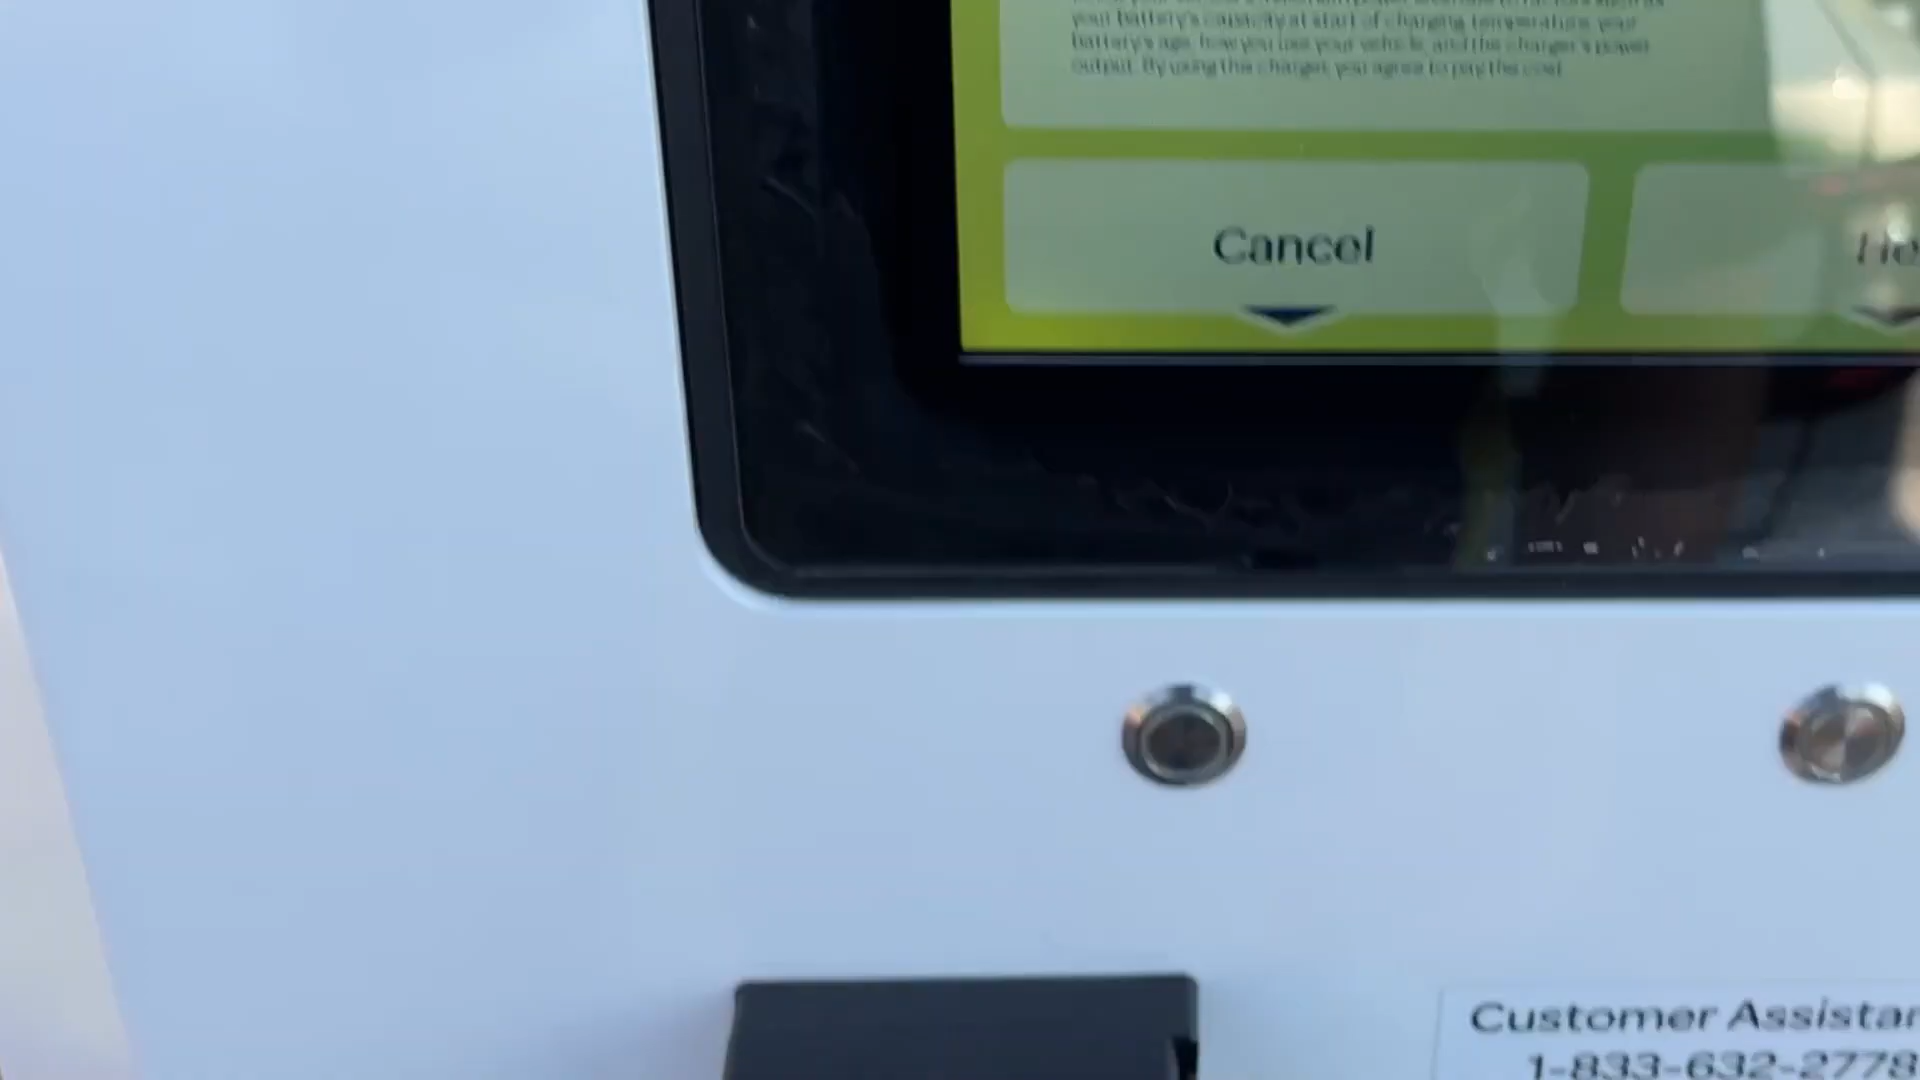 your battery's capacity at start of charging temperature, your
battery's age, how you use your vehicle, and the charger's power
output. By using this charger, you agree to pay the cost
Cancel
He
Customer Assistan
1-833-632-2778